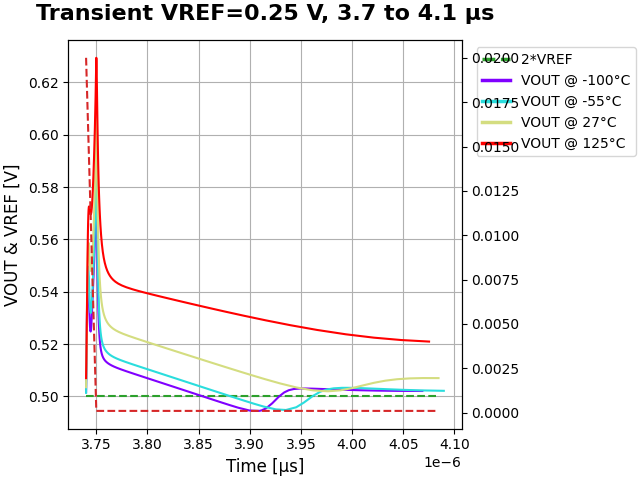 Transient VREF=0.25 V, 3.7 to 4.1 µs
VOUT & VREF [V]
0.62
0.60
0.58
0.56
0.54
0.52
0.50
3.75
3.80
3.85
3.90
3.95
4.00
4.05
4.10
1e−6
Time [µs]
0.0200
0.0175
0.0150
0.0125
0.0100
0.0075
0.0050
0.0025
0.0000
2*VREF
VOUT @ -100°C
VOUT @ -55°C
VOUT @ 27°C
VOUT @ 125°C